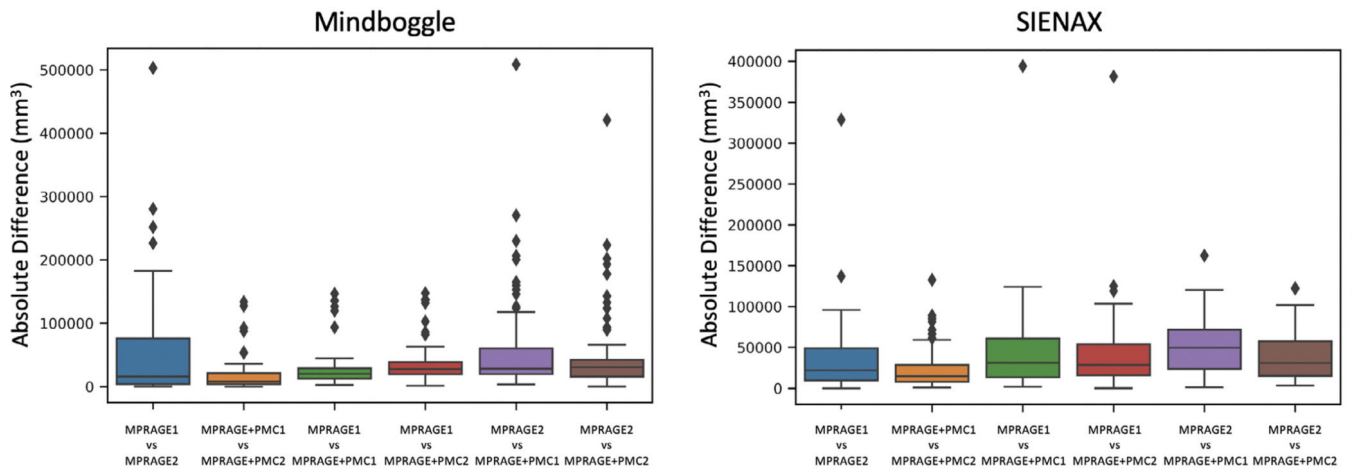 Mindboggle
Absolute Difference (mm³)
500000
400000
300000
200000
100000
0
MPRAGE1
vs
MPRAGE2
MPRAGE+PMC1
vs
MPRAGE+PMC2
MPRAGE1
vs
MPRAGE+PMC1
MPRAGE1
vs
MPRAGE+PMC2
MPRAGE2
vs
MPRAGE+PMC1
MPRAGE2
vs
MPRAGE+PMC2
SIENAX
Absolute Difference (mm³)
400000
350000
300000
250000
200000
150000
100000
50000
0
MPRAGE1
vs
MPRAGE2
MPRAGE+PMC1
vs
MPRAGE+PMC2
MPRAGE1
vs
MPRAGE+PMC1
MPRAGE1
vs
MPRAGE+PMC2
MPRAGE2
vs
MPRAGE+PMC1
MPRAGE2
vs
MPRAGE+PMC2